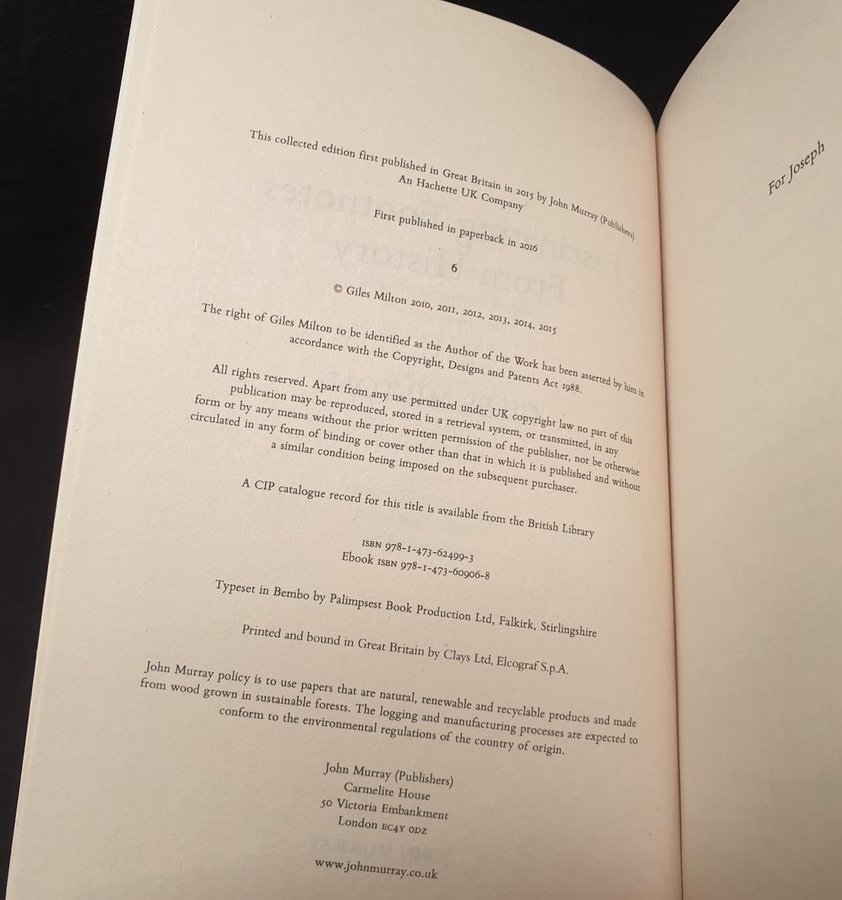 This collected edition first published in Great Britain in 2015 by John Murray (Publishers)
An Hachette UK Company
First published in paperback in 2016
6
© Giles Milton 2010, 2011, 2012, 2013, 2014, 2015
The right of Giles Milton to be identified as the Author of the Work has been asserted by him in
accordance with the Copyright, Designs and Patents Act 1988.
All rights reserved. Apart from any use permitted under UK copyright law no part of this
publication may be reproduced, stored in a retrieval system, or transmitted, in any
form or by any means without the prior written permission of the publisher, nor be otherwise
circulated in any form of binding or cover other than that in which it is published and without
a similar condition being imposed on the subsequent purchaser.
A CIP catalogue record for this title is available from the British Library
ISBN 978-1-473-62499-3
Ebook ISBN 978-1-473-60906-8
Typeset in Bembo by Palimpsest Book Production Ltd, Falkirk, Stirlingshire
Printed and bound in Great Britain by Clays Ltd, Elcograf S.p.A.
John Murray policy is to use papers that are natural, renewable and recyclable products and made
from wood grown in sustainable forests. The logging and manufacturing processes are expected to
conform to the environmental regulations of the country of origin.
John Murray (Publishers)
Carmelite House
50 Victoria Embankment
London EC4Y 0DZ
www.johnmurray.co.uk
For Joseph